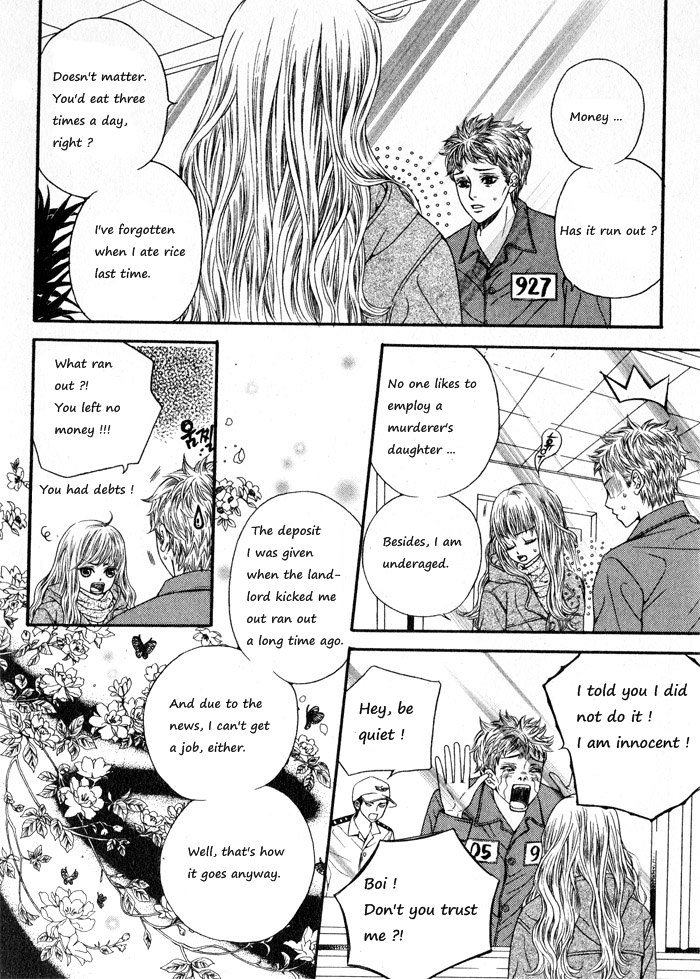 Doesn't matter.
You'd eat three
times a day,
right ?
I've forgotten
when I ate rice
last time.
Money ...
Has it run out ?
927
What ran
out ?!
You left no
money !!!
You had debts !
움찔
The deposit
I was given
when the land-
lord kicked me
out ran out
a long time ago.
And due to the
news, I can't get
a job, either.
Well, that's how
it goes anyway.
No one likes to
employ a
murderer's
daughter ...
Besides, I am
underaged.
Hey, be
quiet !
I told you I did
not do it !
I am innocent !
05 9
Boi !
Don't you trust
me ?!